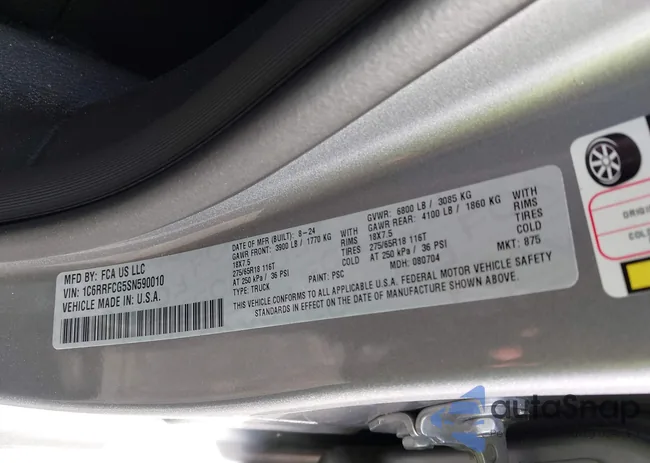 MFD BY: FCA US LLC
VIN: 1C6RRFCG5SN590010
VEHICLE MADE IN U.S.A.
DATE OF MFR (BUILT): 8-24
GAWR FRONT: 3900 LB / 1770 KG WITH
18X7.5 RIMS
275/65R18 116T TIRES
AT 250 kPa / 36 PSI
TYPE: TRUCK PAINT: PSC
GVWR: 6800 LB / 3085 KG
GAWR REAR: 4100 LB / 1860 KG WITH
18X7.5 RIMS
275/65R18 116T TIRES
AT 250 kPa / 36 PSI
MDH: 080704 MKT: 875
THIS VEHICLE CONFORMS TO ALL APPLICABLE U.S.A. FEDERAL MOTOR VEHICLE SAFETY
STANDARDS IN EFFECT ON THE DATE OF MANUFACTURE SHOWN ABOVE.
autoSnap